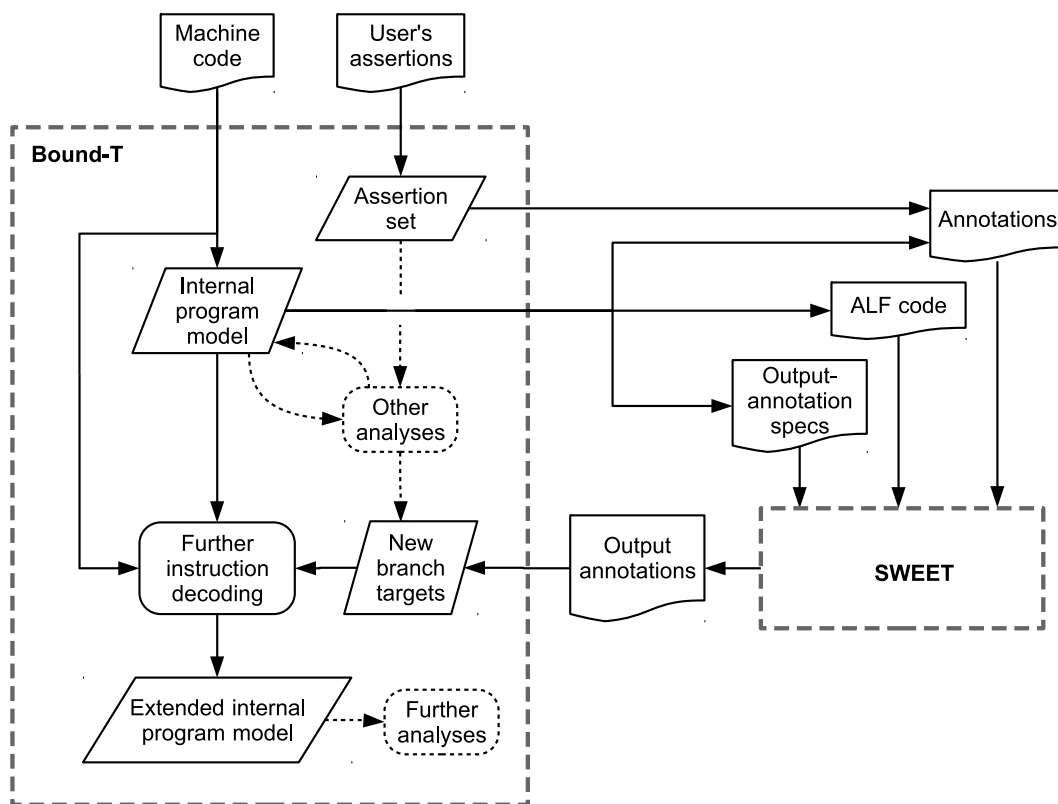 Machine
code
User's
assertions
Bound-T
Assertion
set
Annotations
Internal
program
model
ALF code
Output-
annotation
specs
Other
analyses
Further
instruction
decoding
New
branch
targets
Output
annotations
SWEET
Extended internal
program model
Further
analyses